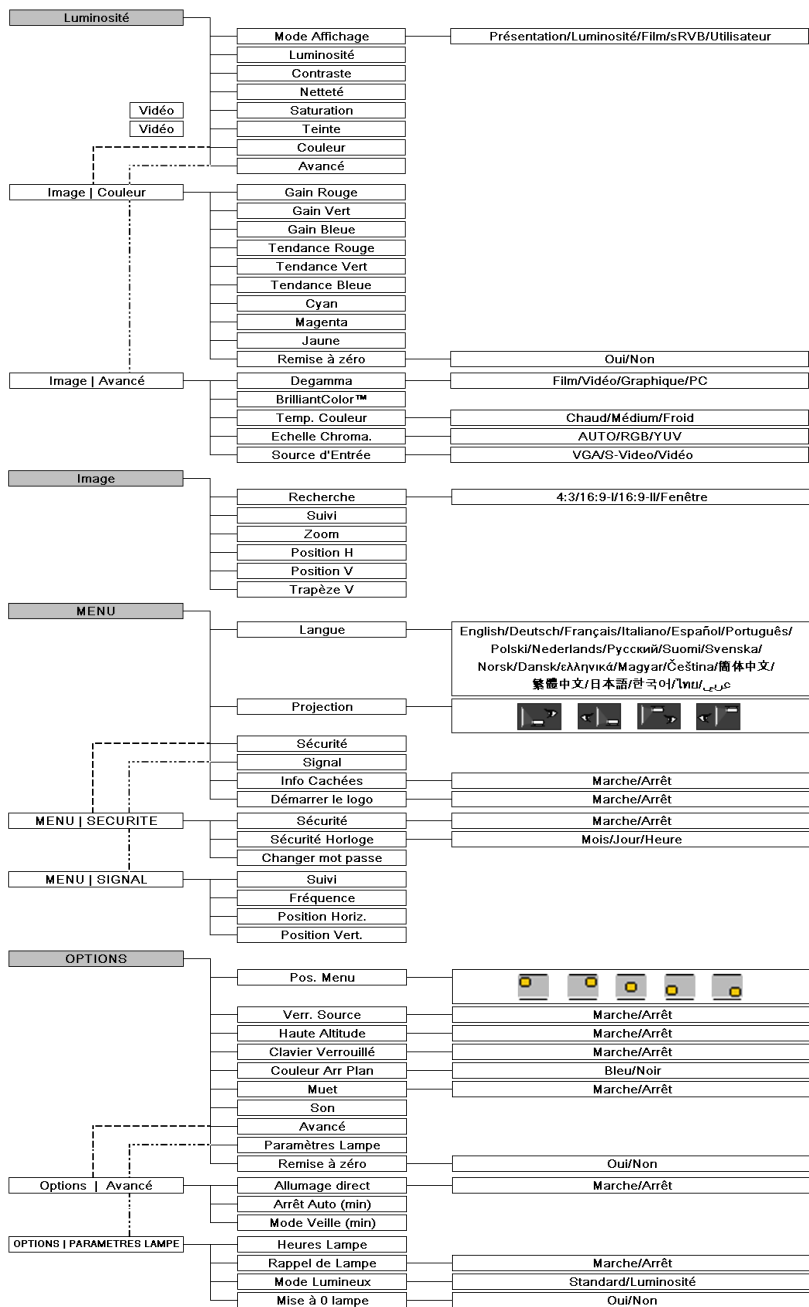 Luminosité
Mode Affichage Présentation/Luminosité/Film/sRVB/Utilisateur
Luminosité
Contraste
Netteté
Vidéo Saturation
Vidéo Teinte
Couleur
Avancé
Image | Couleur Gain Rouge
Gain Vert
Gain Bleue
Tendance Rouge
Tendance Vert
Tendance Bleue
Cyan
Magenta
Jaune
Remise à zéro Oui/Non
Image | Avancé Degamma Film/Vidéo/Graphique/PC
BrilliantColor™
Temp. Couleur Chaud/Médium/Froid
Echelle Chroma. AUTO/RGB/YUV
Source d'Entrée VGA/S-Video/Vidéo
Image
Recherche 4:3/16:9-I/16:9-II/Fenêtre
Suivi
Zoom
Position H
Position V
Trapèze V
MENU
Langue English/Deutsch/Français/Italiano/Español/Português/
Polski/Nederlands/Русский/Suomi/Svenska/
Norsk/Dansk/ελληνικά/Magyar/Čeština/簡体中文/
繁體中文/日本語/한국어/ไทย/عربي
Projection
Sécurité
Signal
Info Cachées Marche/Arrêt
Démarrer le logo Marche/Arrêt
MENU | SECURITE Sécurité Marche/Arrêt
Sécurité Horloge Mois/Jour/Heure
Changer mot passe
MENU | SIGNAL Suivi
Fréquence
Position Horiz.
Position Vert.
OPTIONS
Pos. Menu
Verr. Source Marche/Arrêt
Haute Altitude Marche/Arrêt
Clavier Verrouillé Marche/Arrêt
Couleur Arr Plan Bleu/Noir
Muet Marche/Arrêt
Son
Avancé
Paramètres Lampe
Remise à zéro Oui/Non
Options | Avancé Allumage direct Marche/Arrêt
Arrêt Auto (min)
Mode Veille (min)
OPTIONS | PARAMETRES LAMPE Heures Lampe
Rappel de Lampe Marche/Arrêt
Mode Lumineux Standard/Luminosité
Mise à 0 lampe Oui/Non